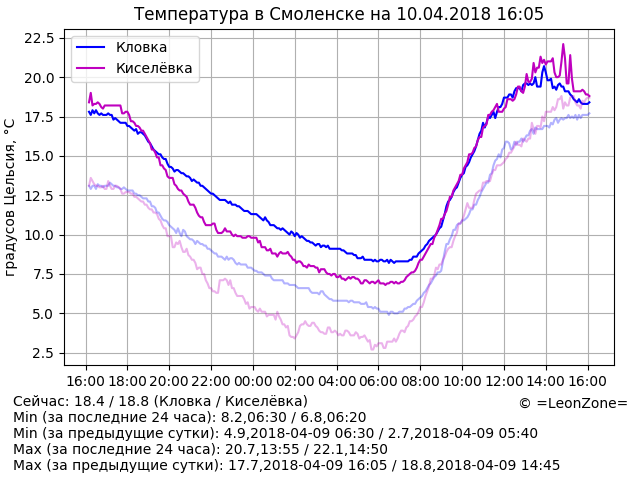 Температура в Смоленске на 10.04.2018 16:05
градусов Цельсия, °C
22.5
20.0
17.5
15.0
12.5
10.0
7.5
5.0
2.5
Кловка
Киселёвка
16:00 18:00 20:00 22:00 00:00 02:00 04:00 06:00 08:00 10:00 12:00 14:00 16:00
Сейчас: 18.4 / 18.8 (Кловка / Киселёвка)
© =LeonZone=
Min (за последние 24 часа): 8.2,06:30 / 6.8,06:20
Min (за предыдущие сутки): 4.9,2018-04-09 06:30 / 2.7,2018-04-09 05:40
Max (за последние 24 часа): 20.7,13:55 / 22.1,14:50
Max (за предыдущие сутки): 17.7,2018-04-09 16:05 / 18.8,2018-04-09 14:45